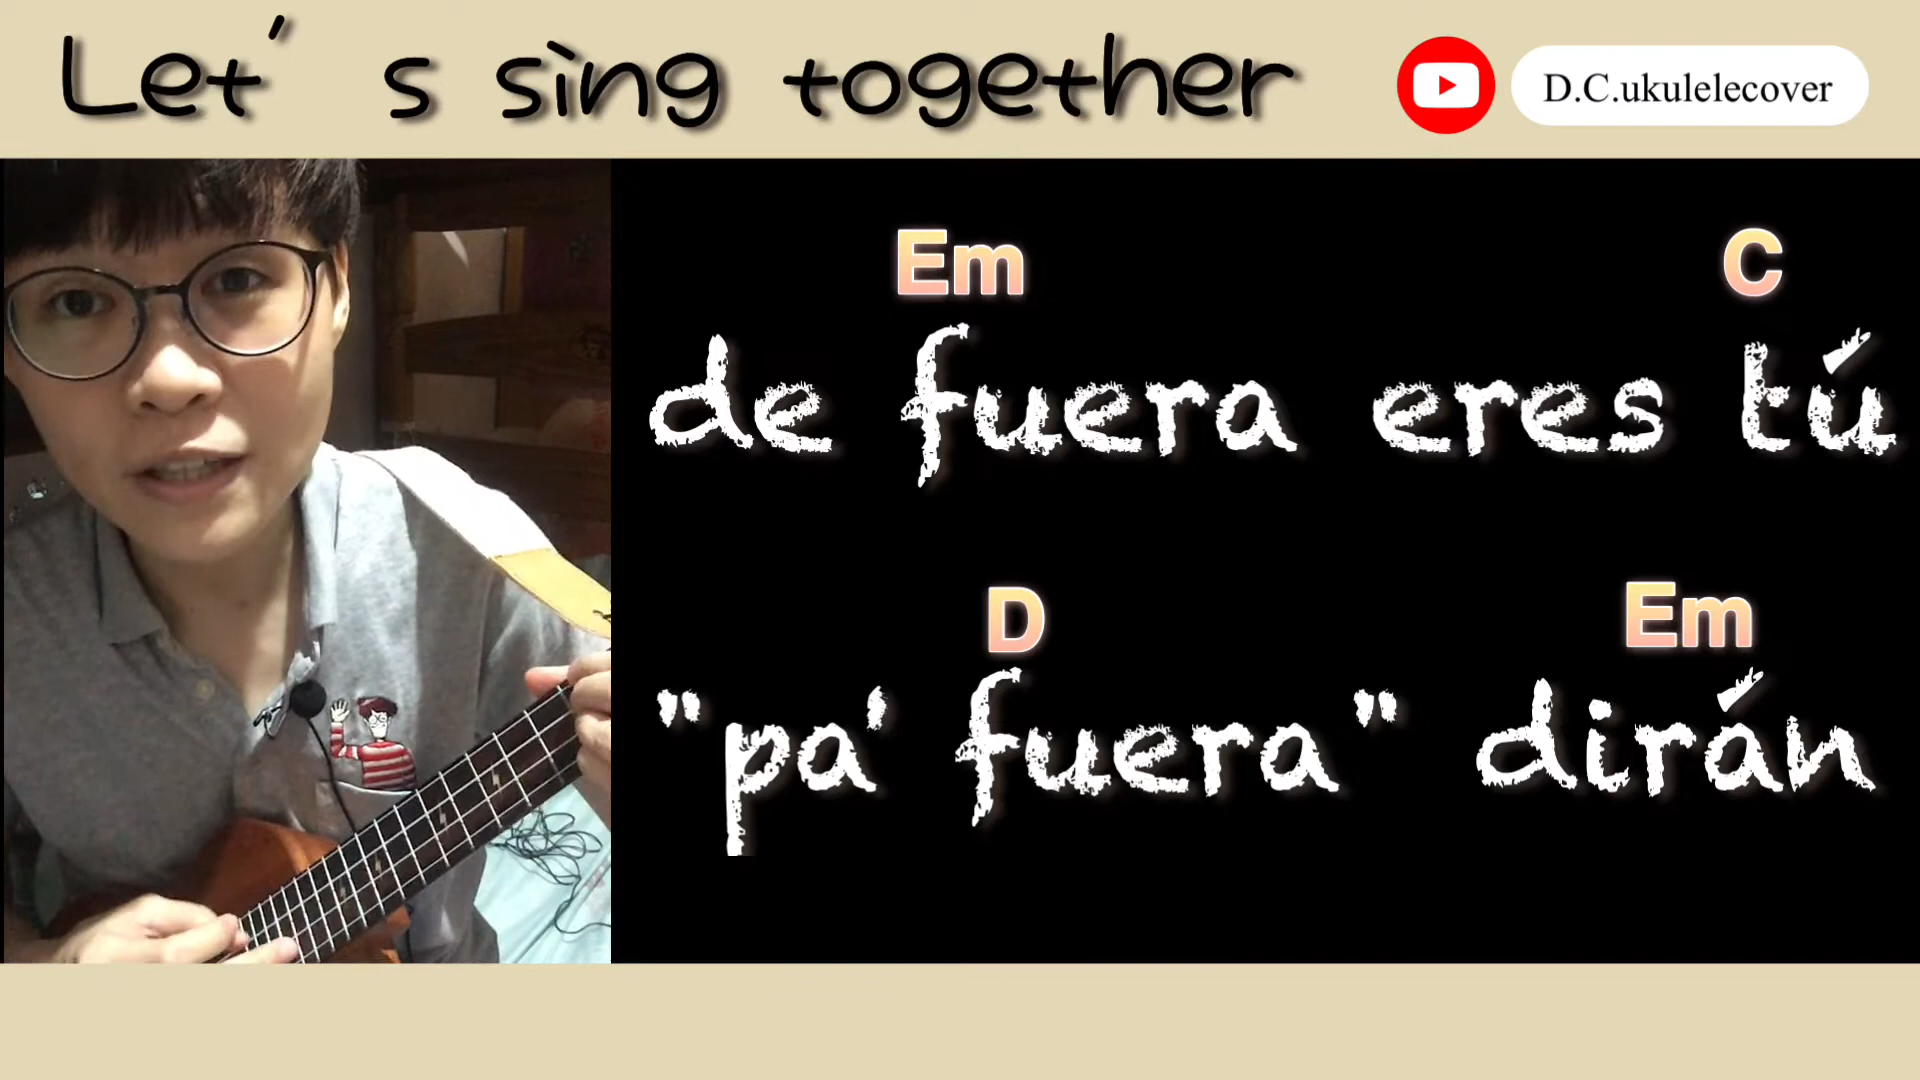 Let's sing together
D.C.ukulelecover
Em C
de fuera eres tú
D Em
"pa' fuera" dirán